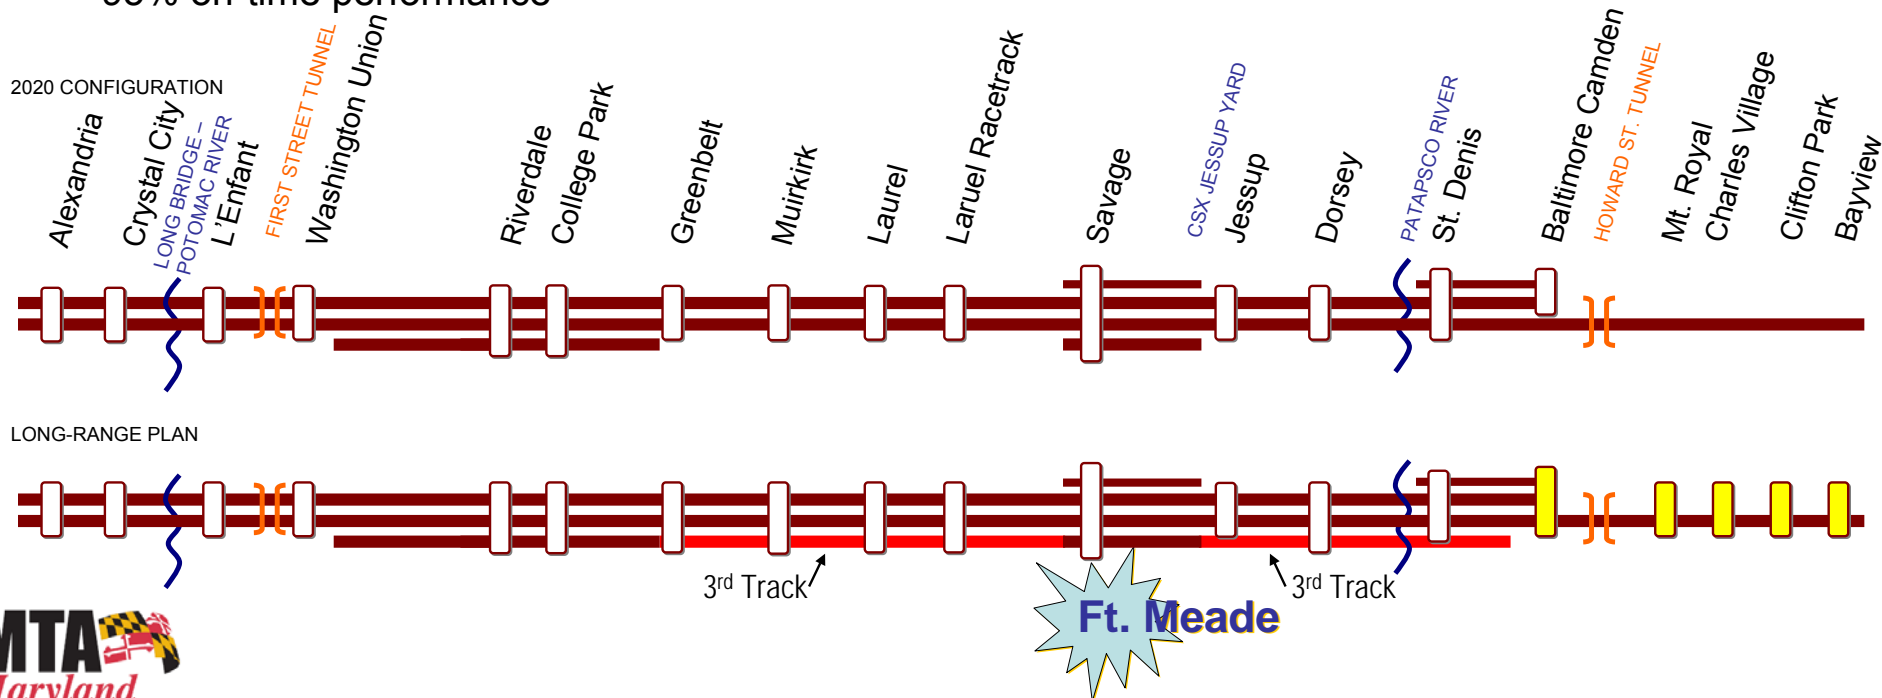 2020 CONFIGURATION
Alexandria
Crystal City
LONG BRIDGE –
POTOMAC RIVER
L'Enfant
FIRST STREET TUNNEL
Washington Union
Riverdale
College Park
Greenbelt
Muirkirk
Laurel
Laruel Racetrack
Savage
CSX JESSUP YARD
Jessup
Dorsey
PATAPSCO RIVER
St. Denis
Baltimore Camden
HOWARD ST. TUNNEL
Mt. Royal
Charles Village
Clifton Park
Bayview
LONG-RANGE PLAN
3rd Track
3rd Track
Ft. Meade
MTA
Maryland